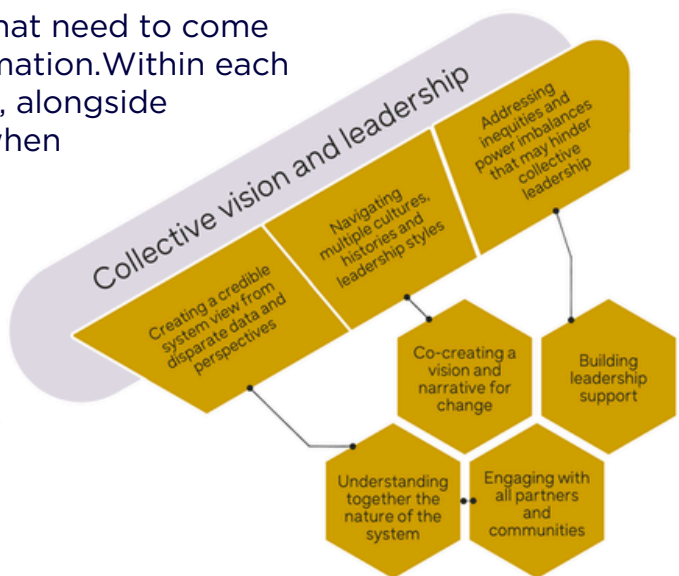 hat need to come
mation.Within each
, alongside
when
Collective vision and leadership
Creating a credible
system view from
disparate data and
perspectives
Navigating
multiple cultures,
histories and
leadership styles
Addressing
inequities and
power imbalances
that may hinder
collective
leadership
Co-creating a
vision and
narrative for
change
Building
leadership
support
Understanding
together the
nature of the
system
Engaging with
all partners
and
communities